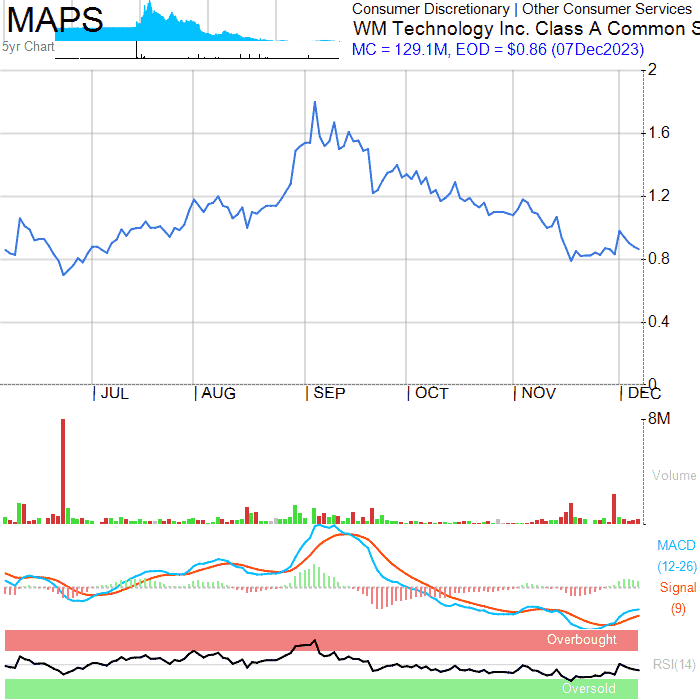 MAPS
5yr Chart
Consumer Discretionary | Other Consumer Services
WM Technology Inc. Class A Common S
MC = 129.1M, EOD = $0.86 (07Dec2023)
2
1.6
1.2
0.8
0.4
0
JUL
AUG
SEP
OCT
NOV
DEC
8M
Volume
MACD
(12-26)
Signal
(9)
Overbought
RSI(14)
Oversold